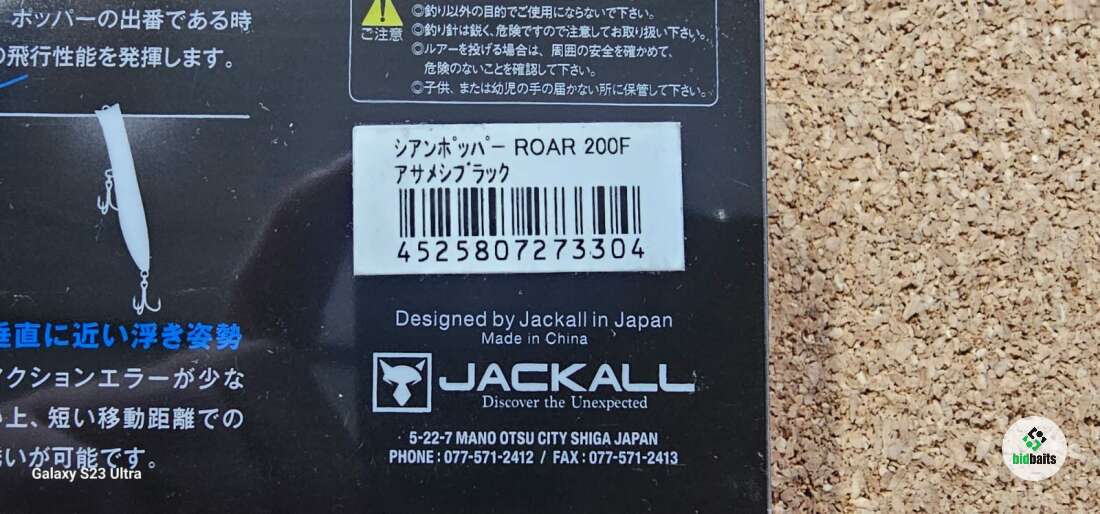 ポッパーの出番である時
の飛行性能を発揮します。
ご注意
◎釣り以外の目的でご使用にならないで下さい。
◎釣り針は鋭く、危険ですので注意してお取り扱い下さい。
◎ルアーを投げる場合は、周囲の安全を確かめて、
危険のないことを確認して下さい。
◎子供、または幼児の手の届かない所に保管して下さい。
シアンポッパー ROAR 200F
アサメシブラック
4525807273304
Designed by Jackall in Japan
Made in China
JACKALL
Discover the Unexpected
5-22-7 MANO OTSU CITY SHIGA JAPAN
PHONE : 077-571-2412 / FAX : 077-571-2413
垂直に近い浮き姿勢
アクションエラーが少な
い上、短い移動距離での
誘いが可能です。
Galaxy S23 Ultra
bidbaits